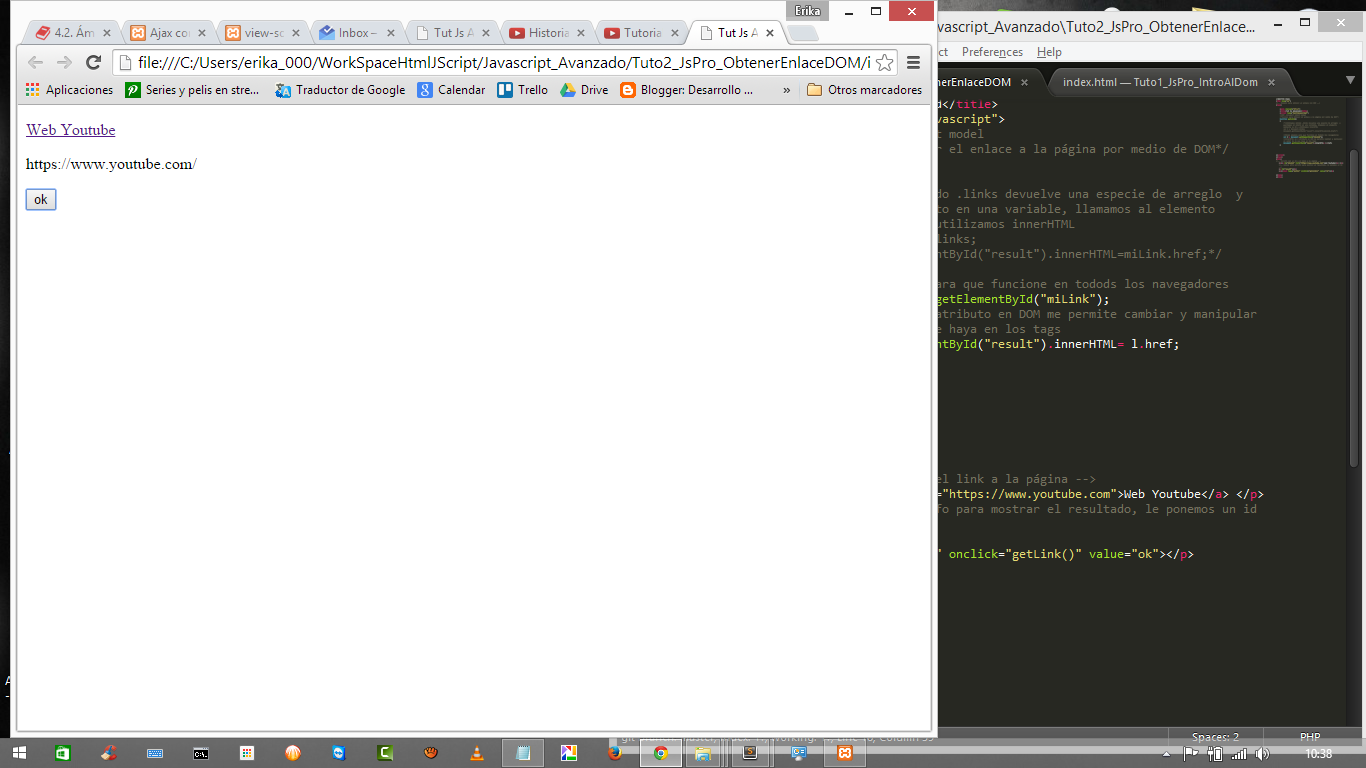 Erika
4.2. Ám
Ajax co
view-so
Inbox –
Tut Js A
Historia
Tutoria
Tut Js A
file:///C:/Users/erika_000/WorkSpaceHtmlJScript/Javascript_Avanzado/Tuto2_JsPro_ObtenerEnlaceDOM/i
Aplicaciones
Series y pelis en stre...
Traductor de Google
Calendar
Trello
Drive
Blogger: Desarrollo ...
»
Otros marcadores
Web Youtube
https://www.youtube.com/
ok
vascript_Avanzado\Tuto2_JsPro_ObtenerEnlace...
ct Preferences Help
nerEnlaceDOM
index.html — Tuto1_JsPro_IntroAlDom
d</title>
vascript">
t model
r el enlace a la página por medio de DOM*/
do .links devuelve una especie de arreglo y
to en una variable, llamamos al elemento
utilizamos innerHTML
links;
entById("result").innerHTML=miLink.href;*/
ara que funcione en todods los navegadores
getElementById("miLink");
atributo en DOM me permite cambiar y manipular
e haya en los tags
entById("result").innerHTML= l.href;
el link a la página -->
="https://www.youtube.com">Web Youtube</a> </p>
fo para mostrar el resultado, le ponemos un id
" onclick="getLink()" value="ok"></p>
Spaces: 2
PHP
10:38